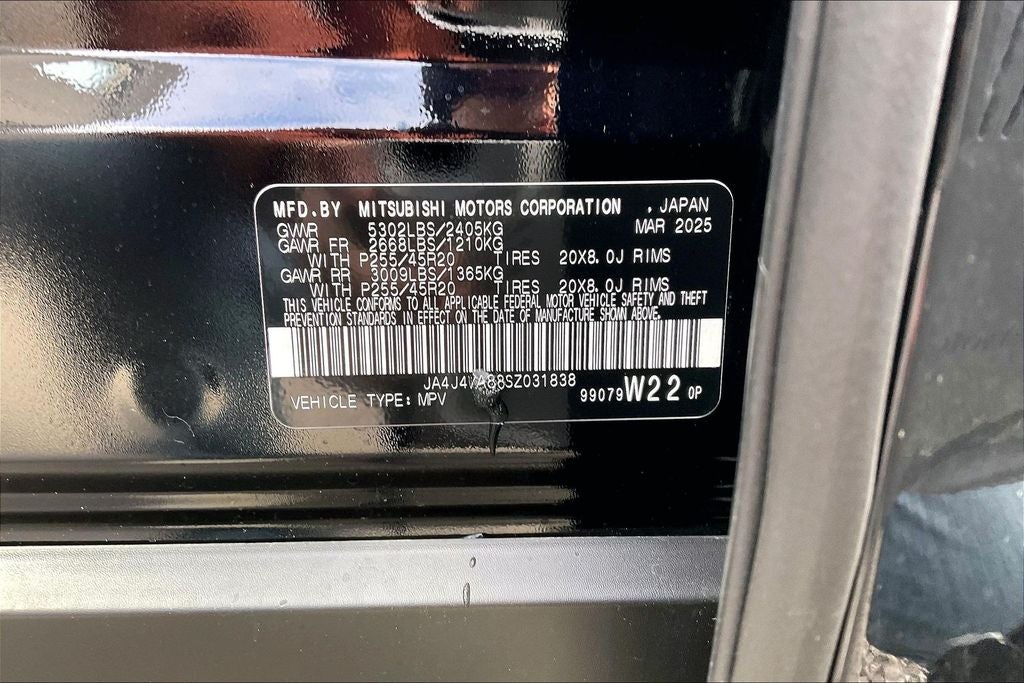 MFD.BY MITSUBISHI MOTORS CORPORATION , JAPAN
GVWR 5302LBS/2405KG MAR 2025
GAWR FR 2668LBS/1210KG
WITH P255/45R20 TIRES 20X8.0J RIMS
GAWR RR 3009LBS/1365KG
WITH P255/45R20 TIRES 20X8.0J RIMS
THIS VEHICLE CONFORMS TO ALL APPLICABLE FEDERAL MOTOR VEHICLE SAFETY AND THEFT
PREVENTION STANDARDS IN EFFECT ON THE DATE OF MANUFACTURE SHOWN ABOVE.
JA4J4VA88SZ031838
VEHICLE TYPE: MPV 99079W22 0P